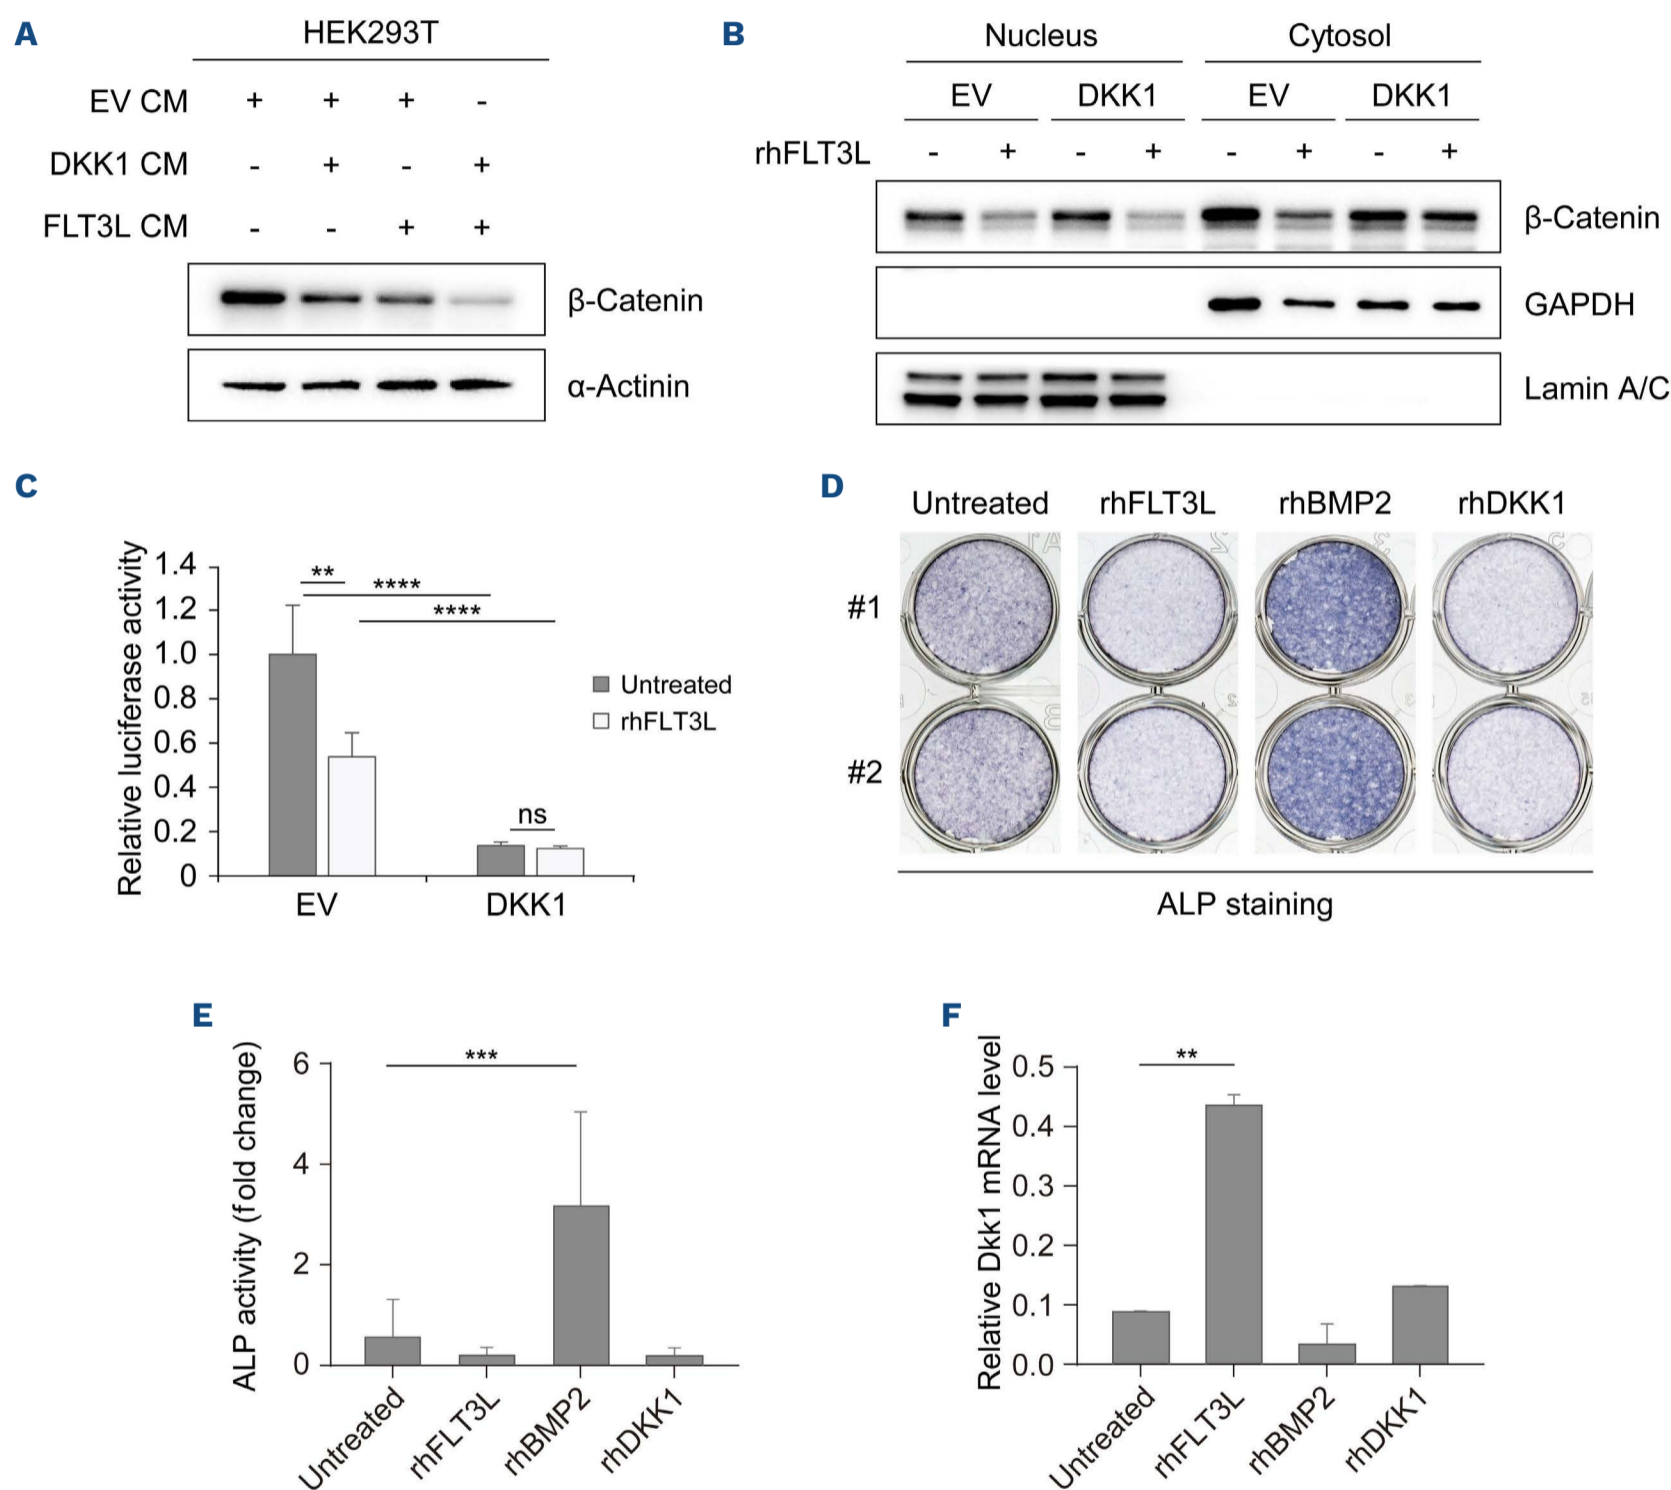 A
HEK293T
EV CM + + + -
DKK1 CM - + - +
FLT3L CM - - + +
β-Catenin
α-Actinin
B
Nucleus Cytosol
EV DKK1 EV DKK1
rhFLT3L - + - + - + - +
β-Catenin
GAPDH
Lamin A/C
C
Relative luciferase activity
1.4
1.2
1.0
0.8
0.6
0.4
0.2
0
**
****
****
ns
Untreated
rhFLT3L
EV DKK1
D
Untreated rhFLT3L rhBMP2 rhDKK1
#1
#2
ALP staining
E
ALP activity (fold change)
6
4
2
0
***
Untreated
rhFLT3L
rhBMP2
rhDKK1
F
Relative Dkk1 mRNA level
0.5
0.4
0.3
0.2
0.1
0.0
**
Untreated
rhFLT3L
rhBMP2
rhDKK1